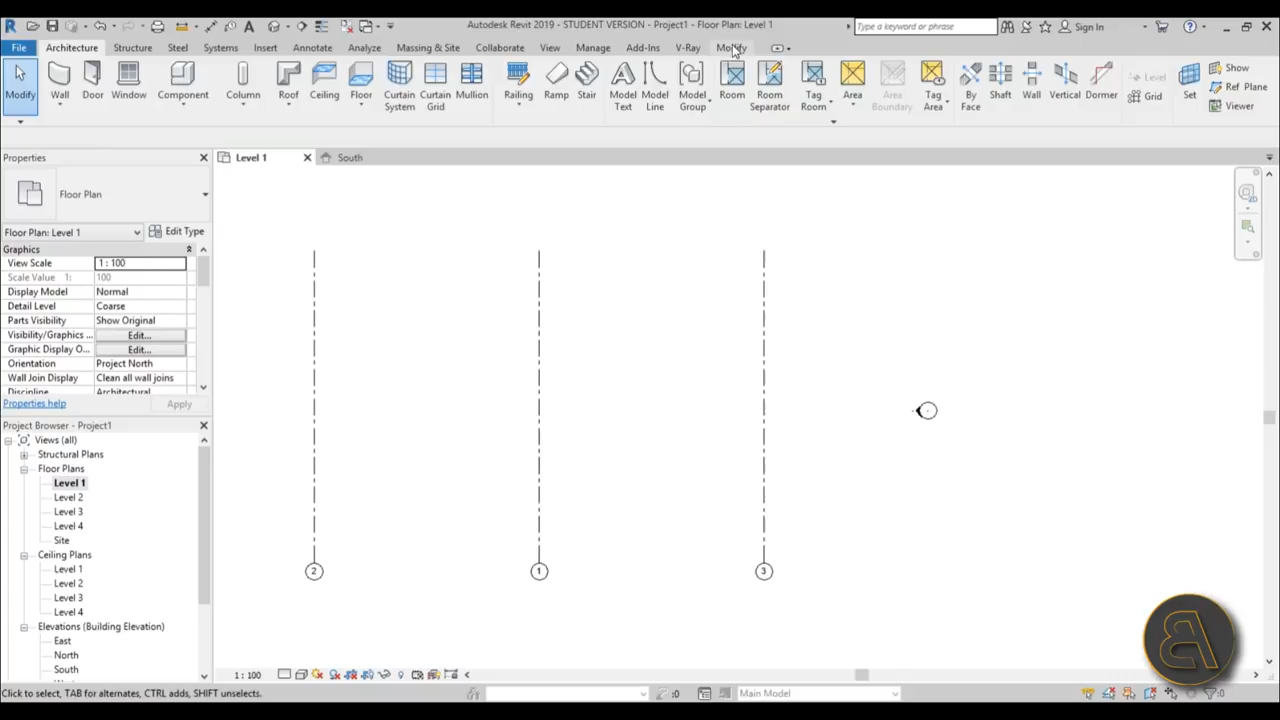 Autodesk Revit 2019 - STUDENT VERSION - Project1 - Floor Plan: Level 1
Type a keyword or phrase
Sign In
File Architecture Structure Steel Systems Insert Annotate Analyze Massing & Site Collaborate View Manage Add-Ins V-Ray Modify
Modify Wall Door Window Component Column Roof Ceiling Floor Curtain System Curtain Grid Mullion Railing Ramp Stair Model Text Model Line Model Group Room Room Separator Tag Room Area Area Boundary Tag Area By Face Shaft Wall Vertical Dormer Level Grid Set Show Ref Plane Viewer
Properties
Level 1 South
Floor Plan
Floor Plan: Level 1 Edit Type
Graphics
View Scale 1 : 100
Scale Value 1: 100
Display Model Normal
Detail Level Coarse
Parts Visibility Show Original
Visibility/Graphics ... Edit...
Graphic Display O... Edit...
Orientation Project North
Wall Join Display Clean all wall joins
Discipline Architectural
Properties help Apply
Project Browser - Project1
Views (all)
Structural Plans
Floor Plans
Level 1
Level 2
Level 3
Level 4
Site
Ceiling Plans
Level 1
Level 2
Level 3
Level 4
Elevations (Building Elevation)
East
North
South
2 1 3
1 : 100
Click to select, TAB for alternates, CTRL adds, SHIFT unselects.
:0
Main Model
:0